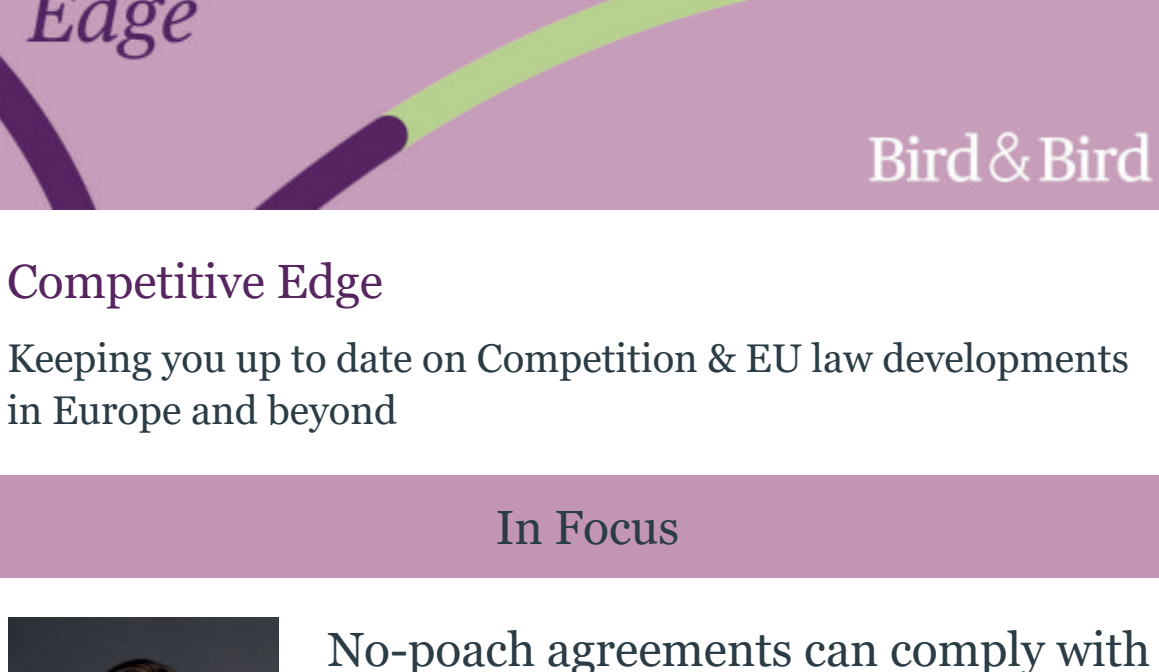 Edge
Bird & Bird
Competitive Edge
Keeping you up to date on Competition & EU law developments
in Europe and beyond
In Focus
No-poach agreements can comply with